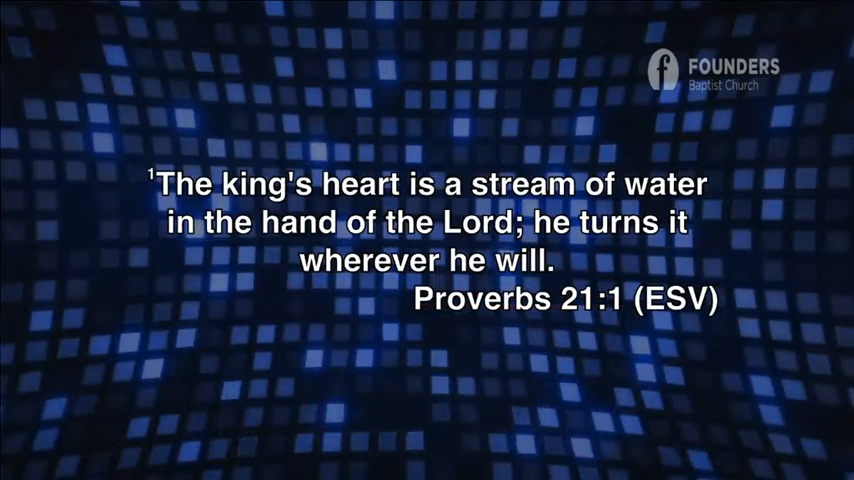 FOUNDERS
Baptist Church
¹The king's heart is a stream of water
in the hand of the Lord; he turns it
wherever he will.
Proverbs 21:1 (ESV)